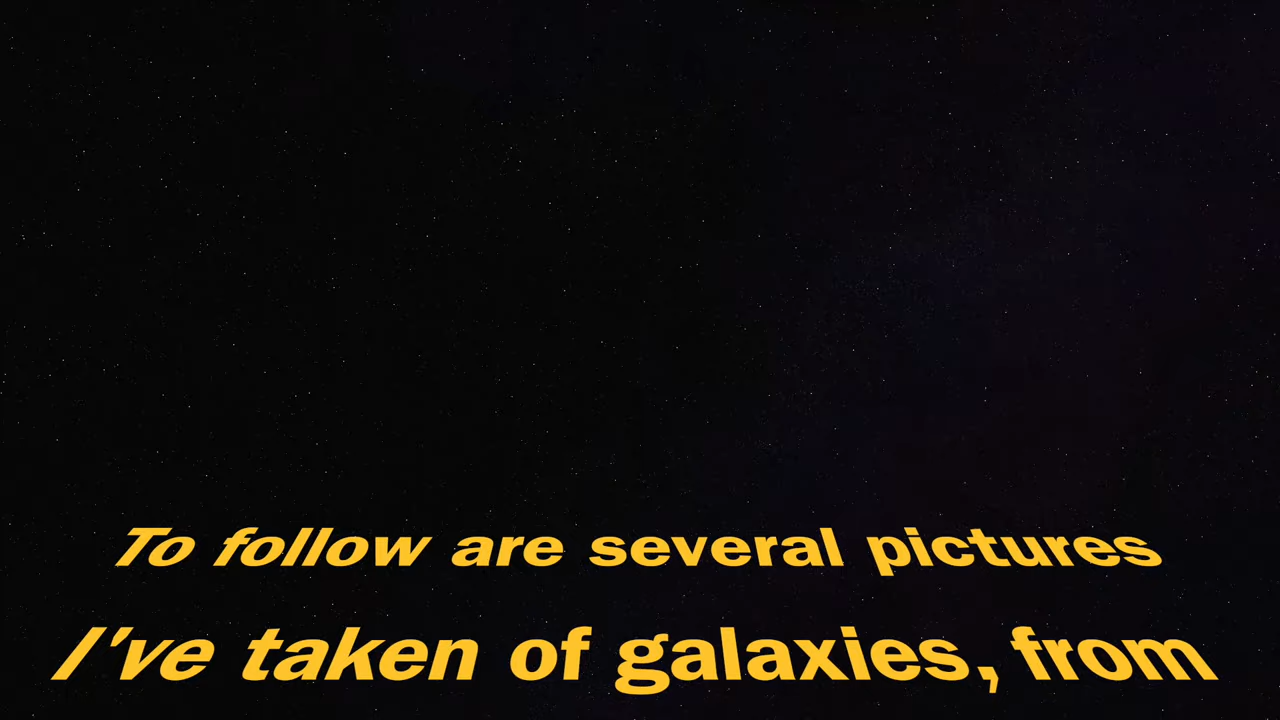 To follow are several pictures
I've taken of galaxies, from